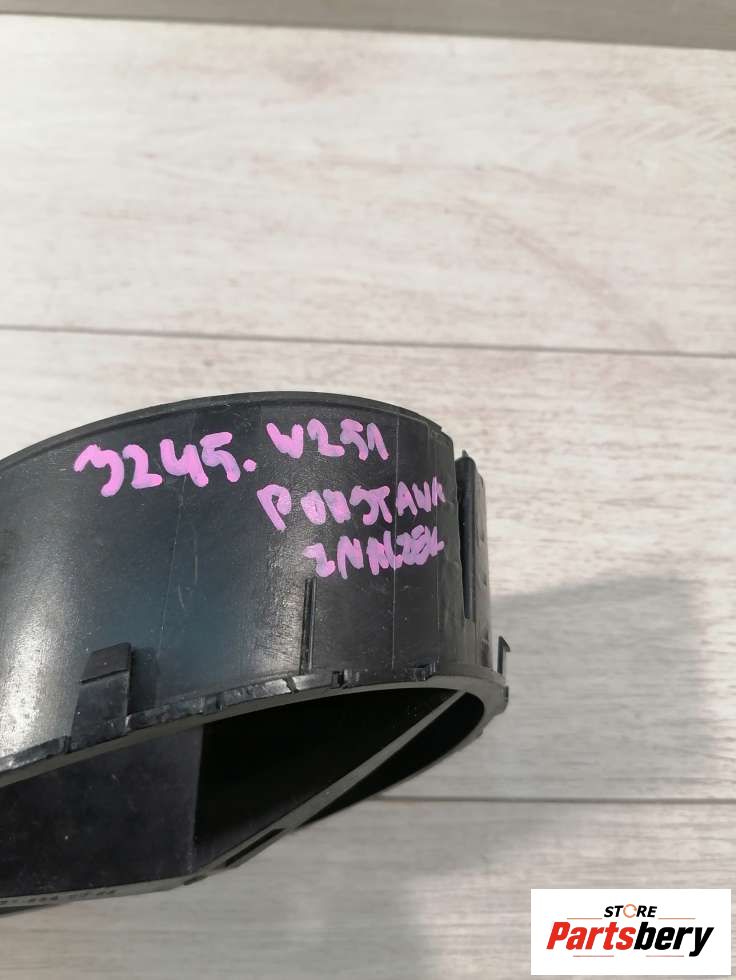 3245. W251
PODSTAWA
ZNACZEK
STORE
Partsbery